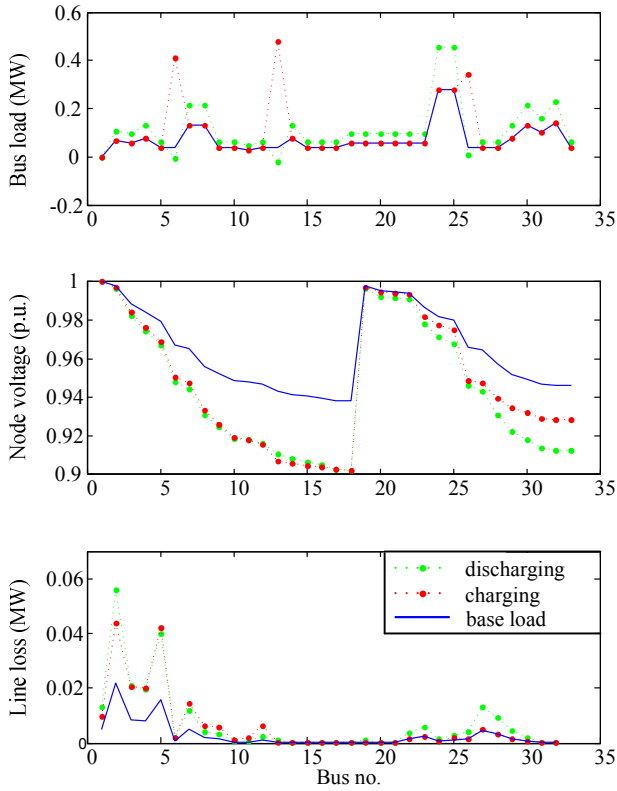 0.6
0.4
0.2
0
-0.2
Bus load (MW)
0 5 10 15 20 25 30 35
1
0.98
0.96
0.94
0.92
0.9
Node voltage (p.u.)
0 5 10 15 20 25 30 35
0.06
0.04
0.02
0
Line loss (MW)
discharging
charging
base load
0 5 10 15 20 25 30 35
Bus no.